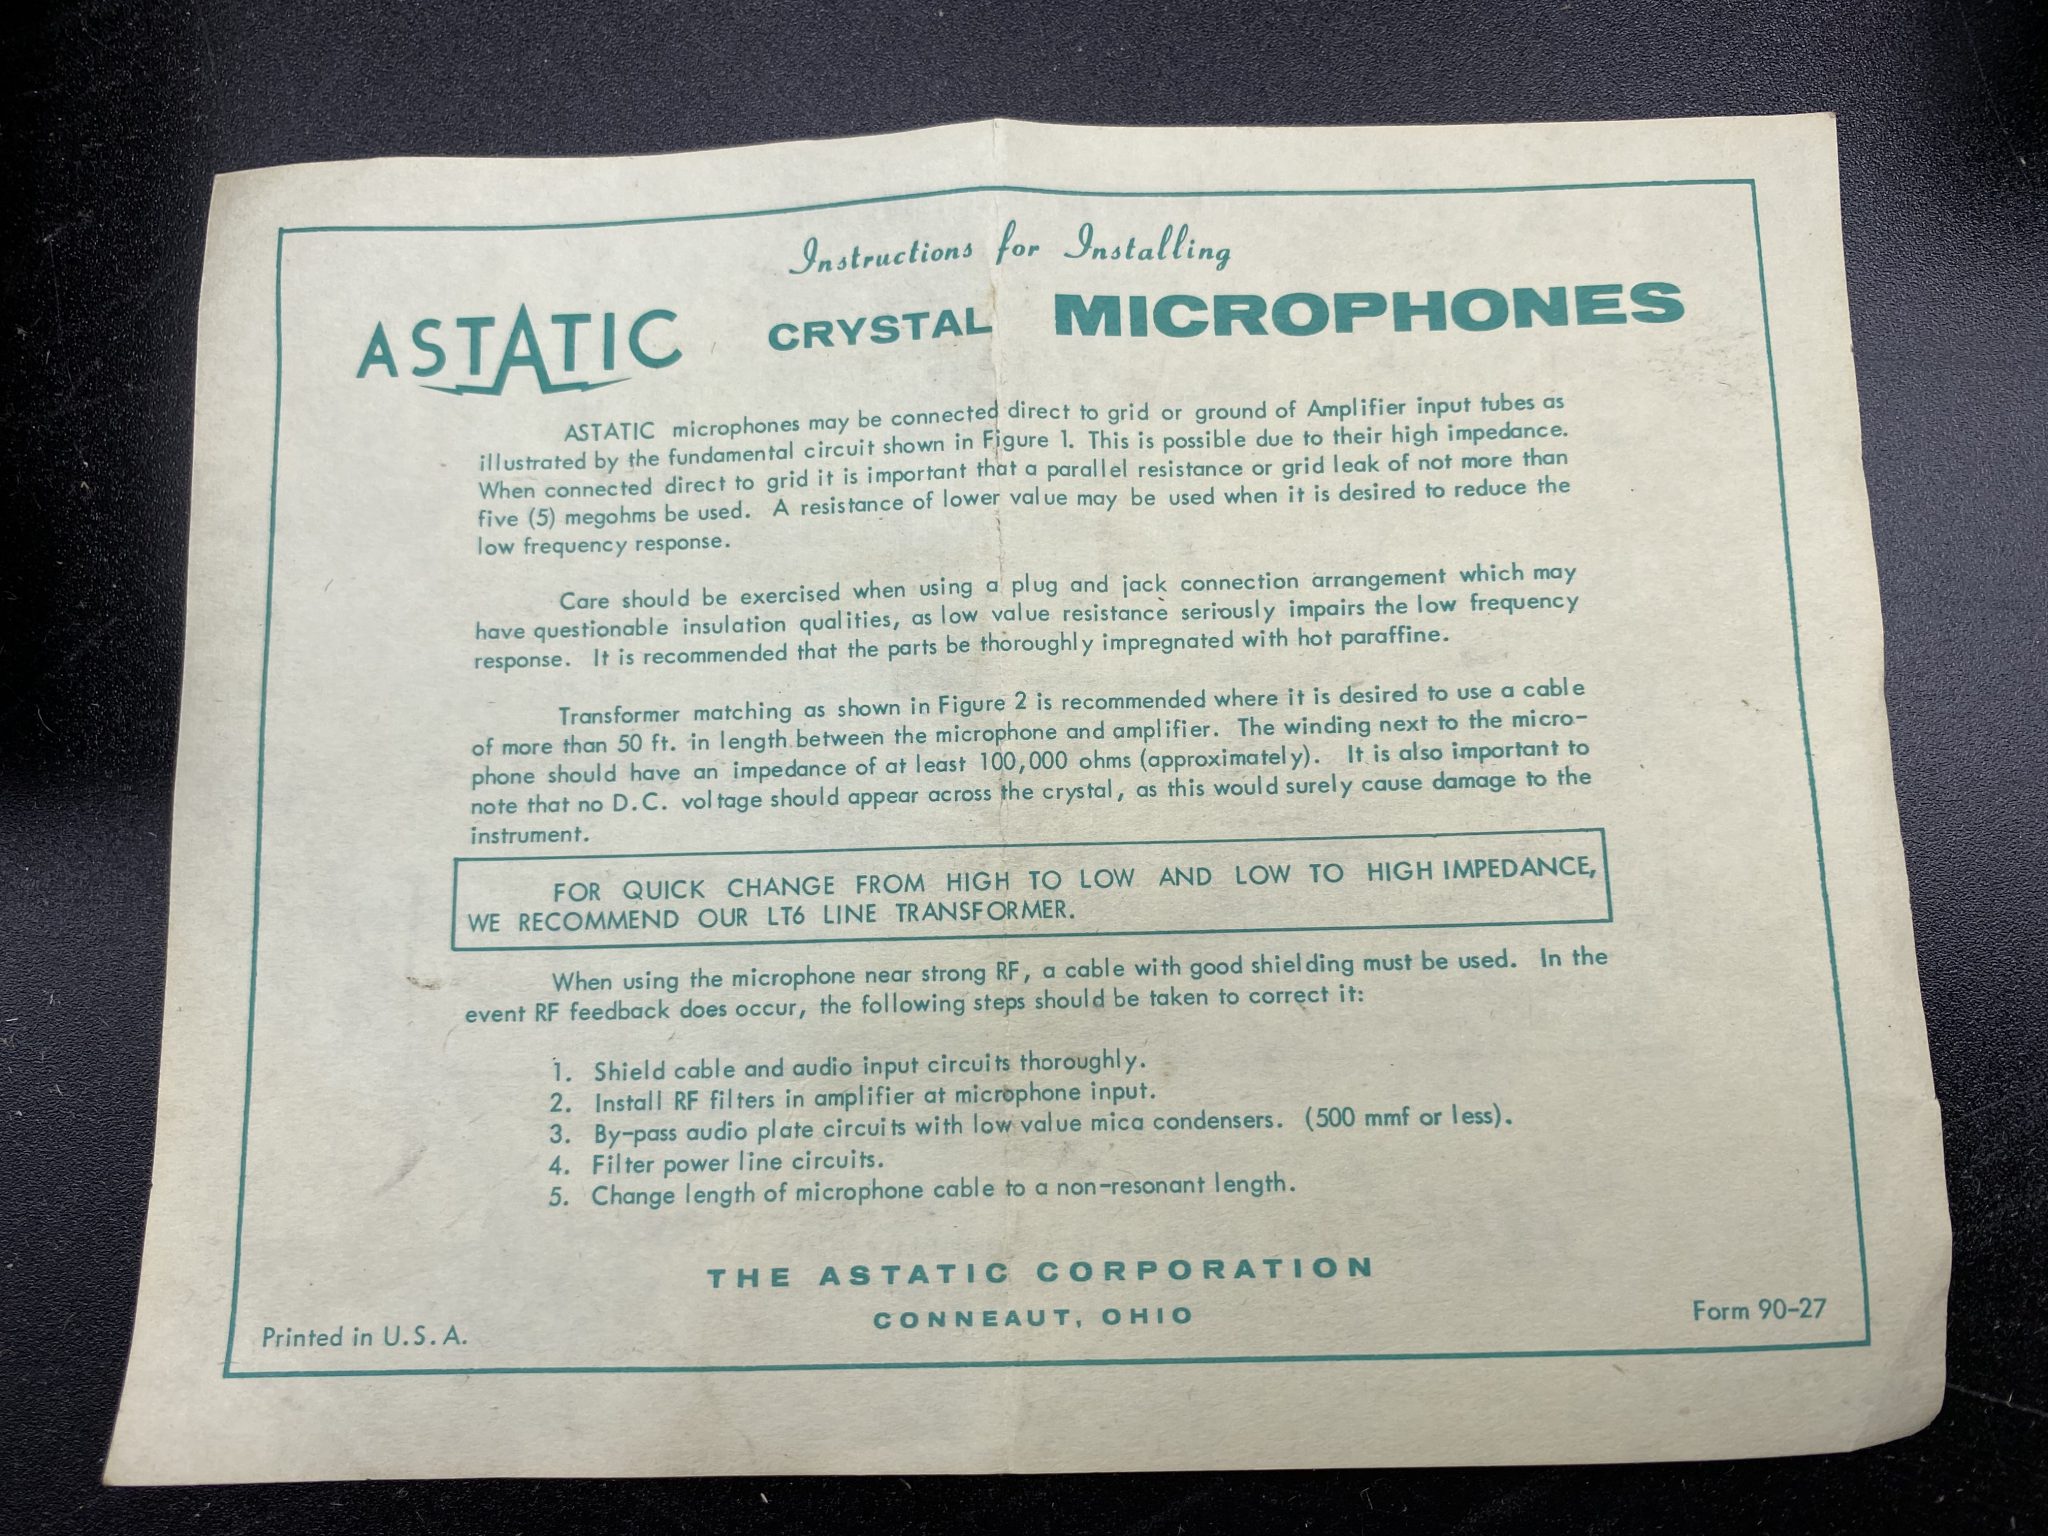 Instructions for Installing
ASTATIC CRYSTAL MICROPHONES
ASTATIC microphones may be connected direct to grid or ground of Amplifier input tubes as
illustrated by the fundamental circuit shown in Figure 1. This is possible due to their high impedance.
When connected direct to grid it is important that a parallel resistance or grid leak of not more than
five (5) megohms be used. A resistance of lower value may be used when it is desired to reduce the
low frequency response.
Care should be exercised when using a plug and jack connection arrangement which may
have questionable insulation qualities, as low value resistance seriously impairs the low frequency
response. It is recommended that the parts be thoroughly impregnated with hot paraffine.
Transformer matching as shown in Figure 2 is recommended where it is desired to use a cable
of more than 50 ft. in length between the microphone and amplifier. The winding next to the micro-
phone should have an impedance of at least 100,000 ohms (approximately). It is also important to
note that no D.C. voltage should appear across the crystal, as this would surely cause damage to the
instrument.
FOR QUICK CHANGE FROM HIGH TO LOW AND LOW TO HIGH IMPEDANCE,
WE RECOMMEND OUR LT6 LINE TRANSFORMER.
When using the microphone near strong RF, a cable with good shielding must be used. In the
event RF feedback does occur, the following steps should be taken to correct it:
1. Shield cable and audio input circuits thoroughly.
2. Install RF filters in amplifier at microphone input.
3. By-pass audio plate circuits with low value mica condensers. (500 mmf or less).
4. Filter power line circuits.
5. Change length of microphone cable to a non-resonant length.
THE ASTATIC CORPORATION
CONNEAUT, OHIO
Printed in U.S.A.
Form 90-27